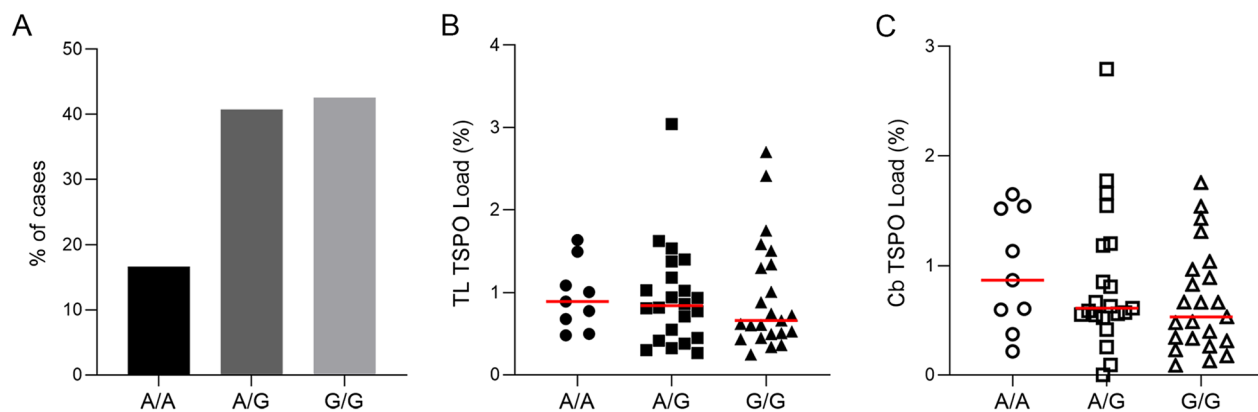 A
% of cases
50
40
30
20
10
0
A/A
A/G
G/G
B
TL TSPO Load (%)
4
3
2
1
0
A/A
A/G
G/G
C
Cb TSPO Load (%)
3
2
1
0
A/A
A/G
G/G